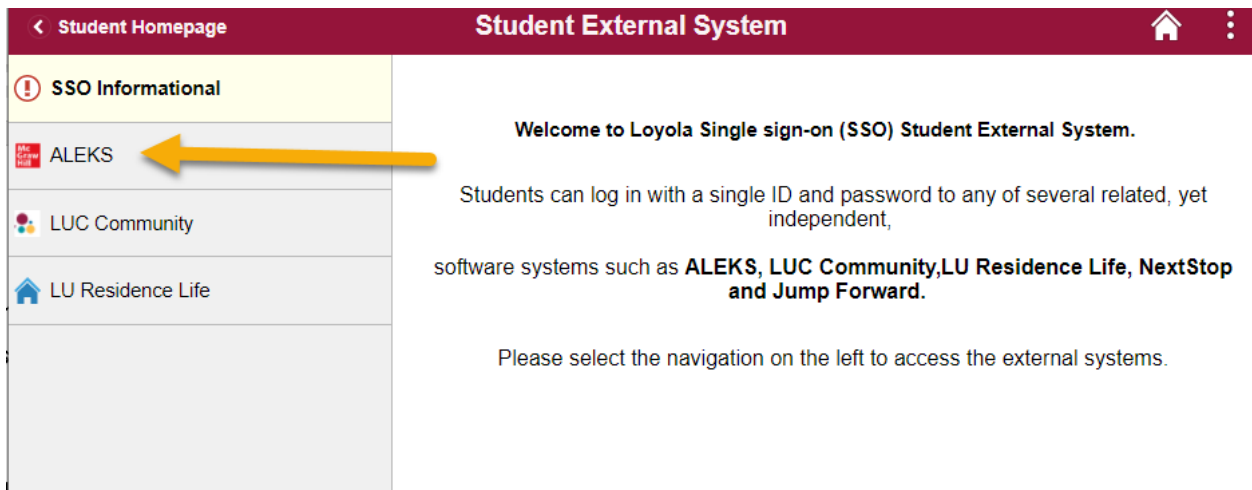 Student Homepage
Student External System
SSO Informational
Mc
Graw
Hill
ALEKS
LUC Community
LU Residence Life
Welcome to Loyola Single sign-on (SSO) Student External System.
Students can log in with a single ID and password to any of several related, yet
independent,
software systems such as ALEKS, LUC Community,LU Residence Life, NextStop
and Jump Forward.
Please select the navigation on the left to access the external systems.